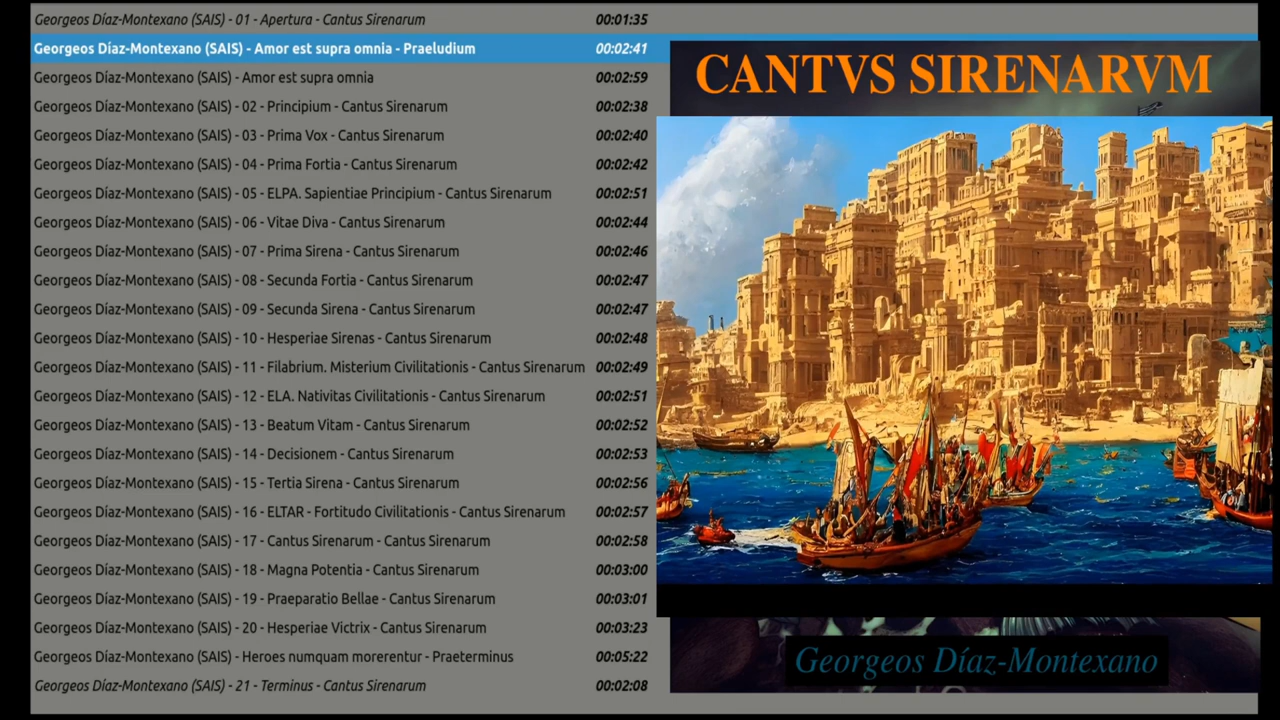 Georgeos Díaz-Montexano (SAIS) - 01 - Apertura - Cantus Sirenarum 00:01:35
Georgeos Díaz-Montexano (SAIS) - Amor est supra omnia - Praeludium 00:02:41
Georgeos Díaz-Montexano (SAIS) - Amor est supra omnia 00:02:59
Georgeos Díaz-Montexano (SAIS) - 02 - Principium - Cantus Sirenarum 00:02:38
Georgeos Díaz-Montexano (SAIS) - 03 - Prima Vox - Cantus Sirenarum 00:02:40
Georgeos Díaz-Montexano (SAIS) - 04 - Prima Fortia - Cantus Sirenarum 00:02:42
Georgeos Díaz-Montexano (SAIS) - 05 - ELPA. Sapientiae Principium - Cantus Sirenarum 00:02:51
Georgeos Díaz-Montexano (SAIS) - 06 - Vitae Diva - Cantus Sirenarum 00:02:44
Georgeos Díaz-Montexano (SAIS) - 07 - Prima Sirena - Cantus Sirenarum 00:02:46
Georgeos Díaz-Montexano (SAIS) - 08 - Secunda Fortia - Cantus Sirenarum 00:02:47
Georgeos Díaz-Montexano (SAIS) - 09 - Secunda Sirena - Cantus Sirenarum 00:02:47
Georgeos Díaz-Montexano (SAIS) - 10 - Hesperiae Sirenas - Cantus Sirenarum 00:02:48
Georgeos Díaz-Montexano (SAIS) - 11 - Filabrium. Misterium Civilitationis - Cantus Sirenarum 00:02:49
Georgeos Díaz-Montexano (SAIS) - 12 - ELA. Nativitas Civilitationis - Cantus Sirenarum 00:02:51
Georgeos Díaz-Montexano (SAIS) - 13 - Beatum Vitam - Cantus Sirenarum 00:02:52
Georgeos Díaz-Montexano (SAIS) - 14 - Decisionem - Cantus Sirenarum 00:02:53
Georgeos Díaz-Montexano (SAIS) - 15 - Tertia Sirena - Cantus Sirenarum 00:02:56
Georgeos Díaz-Montexano (SAIS) - 16 - ELTAR - Fortitudo Civilitationis - Cantus Sirenarum 00:02:57
Georgeos Díaz-Montexano (SAIS) - 17 - Cantus Sirenarum - Cantus Sirenarum 00:02:58
Georgeos Díaz-Montexano (SAIS) - 18 - Magna Potentia - Cantus Sirenarum 00:03:00
Georgeos Díaz-Montexano (SAIS) - 19 - Praeparatio Bellae - Cantus Sirenarum 00:03:01
Georgeos Díaz-Montexano (SAIS) - 20 - Hesperiae Victrix - Cantus Sirenarum 00:03:23
Georgeos Díaz-Montexano (SAIS) - Heroes numquam morerentur - Praeterminus 00:05:22
Georgeos Díaz-Montexano (SAIS) - 21 - Terminus - Cantus Sirenarum 00:02:08
CANTVS SIRENARVM
Georgeos Díaz-Montexano